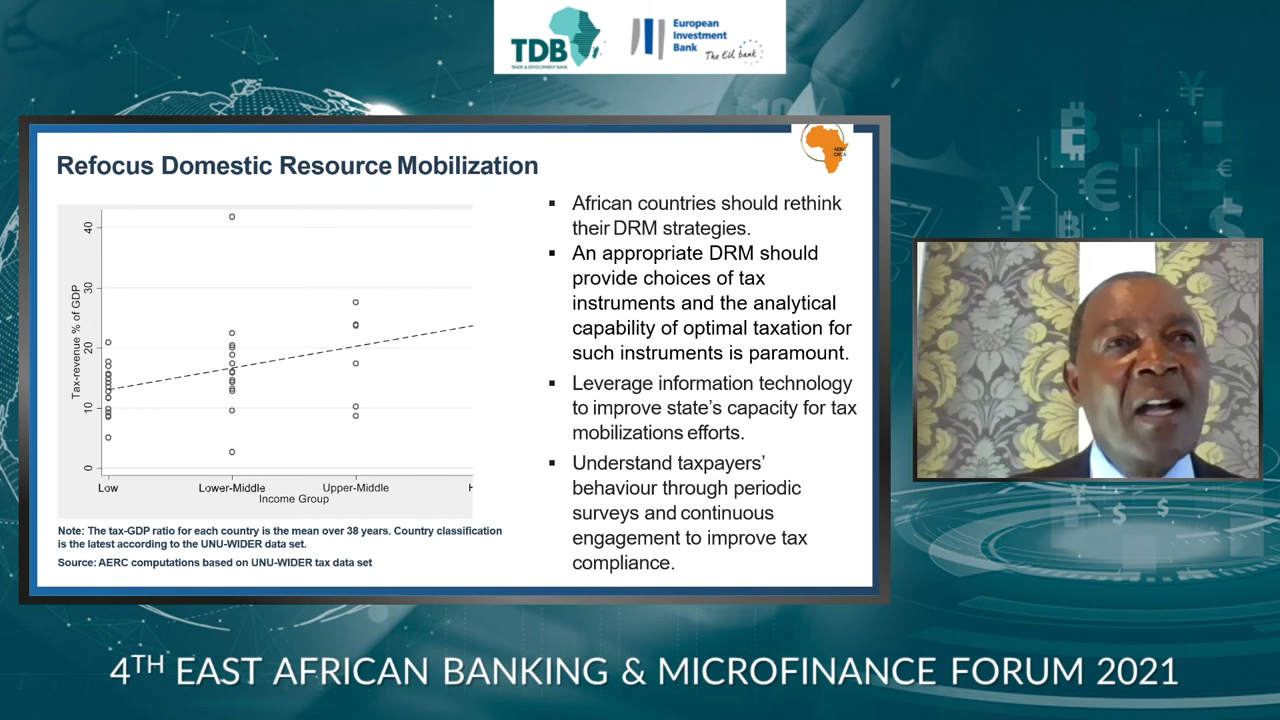 TDB
TRADE & DEVELOPMENT BANK
European
Investment
Bank
The EU bank
Refocus Domestic Resource Mobilization
AERC
CREA
Tax-revenue % of GDP
40
30
20
10
0
Low
Lower-Middle
Upper-Middle
Income Group
Note: The tax-GDP ratio for each country is the mean over 38 years. Country classification
is the latest according to the UNU-WIDER data set.
Source: AERC computations based on UNU-WIDER tax data set
▪ African countries should rethink
their DRM strategies.
▪ An appropriate DRM should
provide choices of tax
instruments and the analytical
capability of optimal taxation for
such instruments is paramount.
▪ Leverage information technology
to improve state's capacity for tax
mobilizations efforts.
▪ Understand taxpayers'
behaviour through periodic
surveys and continuous
engagement to improve tax
compliance.
4TH EAST AFRICAN BANKING & MICROFINANCE FORUM 2021